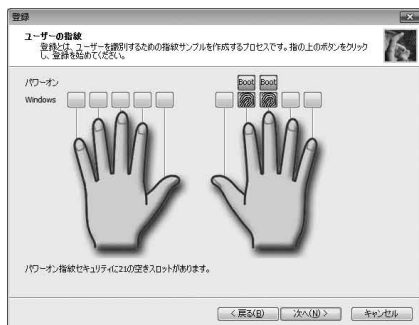 登録
ユーザーの指紋
登録とは、ユーザーを識別するための指紋サンプルを作成するプロセスです。指の上のボタンをクリック
し、登録を始めてください。
パワーオン
Boot Boot
Windows
パワーオン指紋セキュリティに21の空きスロットがあります。
< 戻る(B)
次へ(N) >
キャンセル